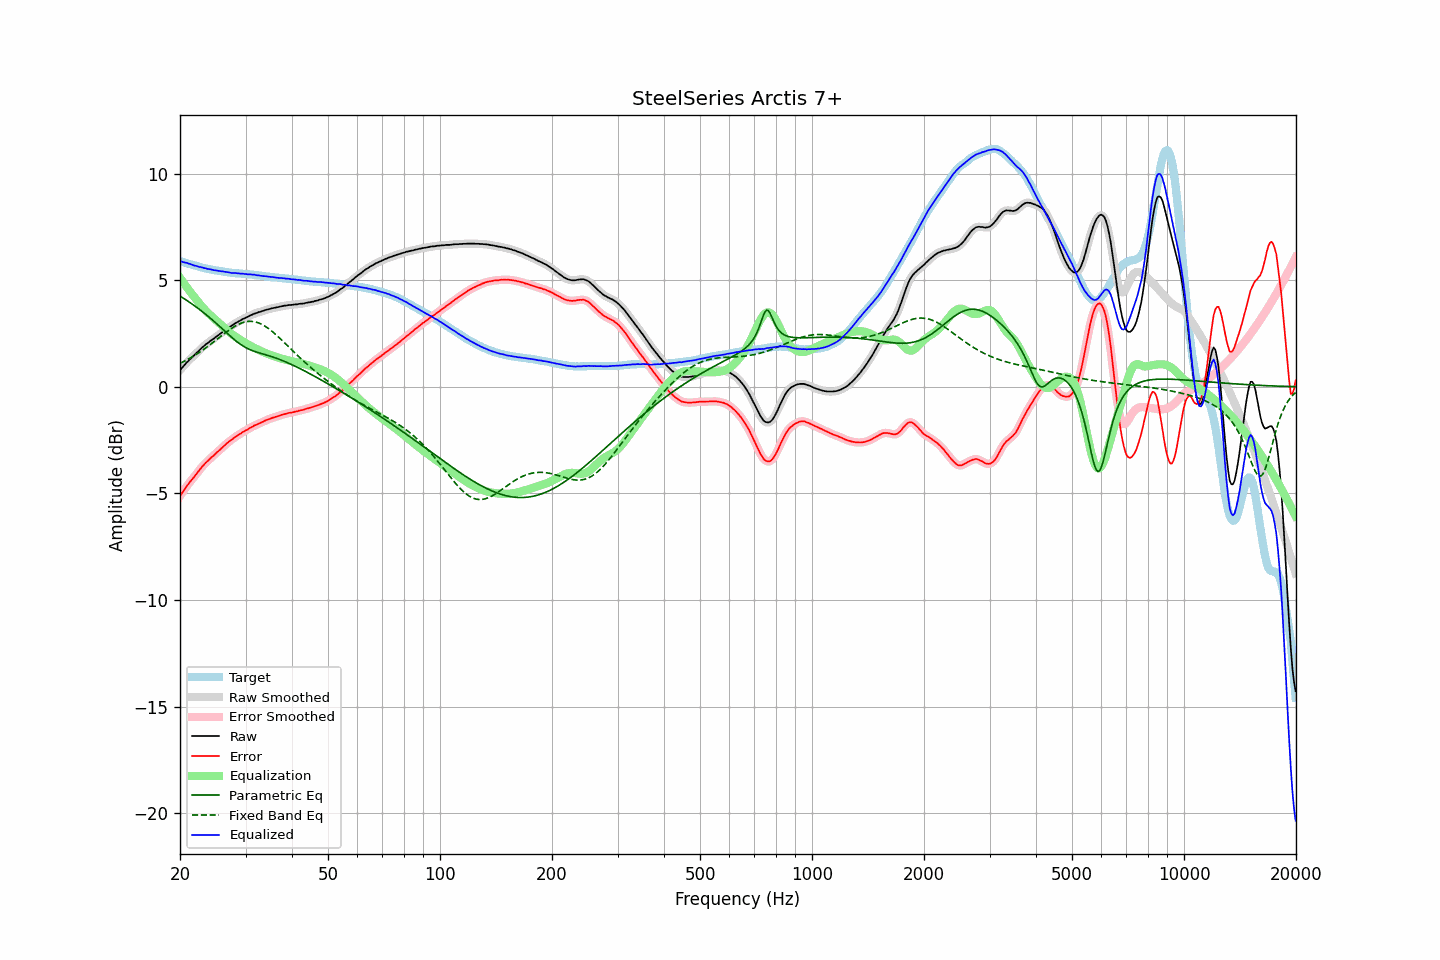 SteelSeries Arctis 7+
Amplitude (dBr)
10
5
0
−5
−10
−15
−20
Target
Raw Smoothed
Error Smoothed
Raw
Error
Equalization
Parametric Eq
Fixed Band Eq
Equalized
20 50 100 200 500 1000 2000 5000 10000 20000
Frequency (Hz)